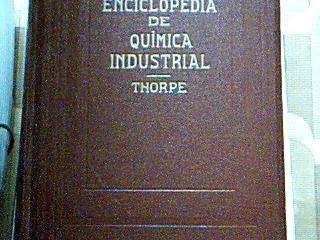 ENCICLOPEDIA
DE
QUÍMICA
INDUSTRIAL
THORPE